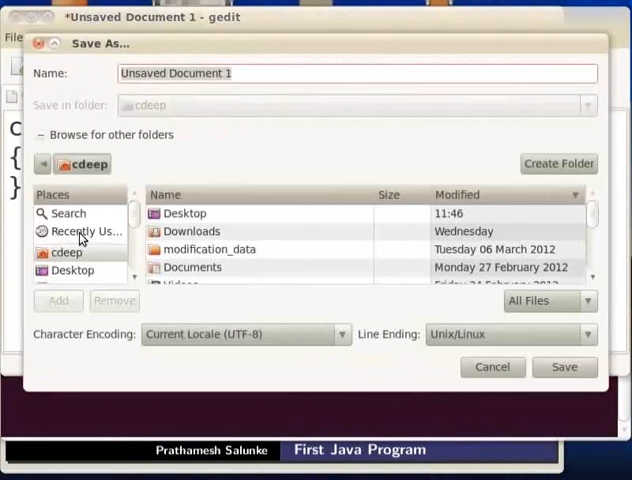 *Unsaved Document 1 - gedit
File
Save As...
Name: Unsaved Document 1
Save in folder: cdeep
Browse for other folders
cdeep Create Folder
Places Name Size Modified
Search Desktop 11:46
Recently Us... Downloads Wednesday
cdeep modification_data Tuesday 06 March 2012
Desktop Documents Monday 27 February 2012
Add Remove All Files
Character Encoding: Current Locale (UTF-8) Line Ending: Unix/Linux
Cancel Save
{
}
Prathamesh Salunke First Java Program